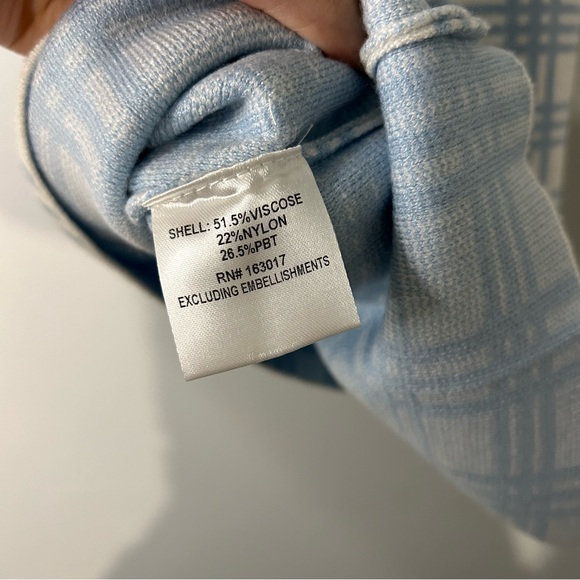 SHELL: 51.5%VISCOSE
22%NYLON
26.5%PBT
RN# 163017
EXCLUDING EMBELLISHMENTS